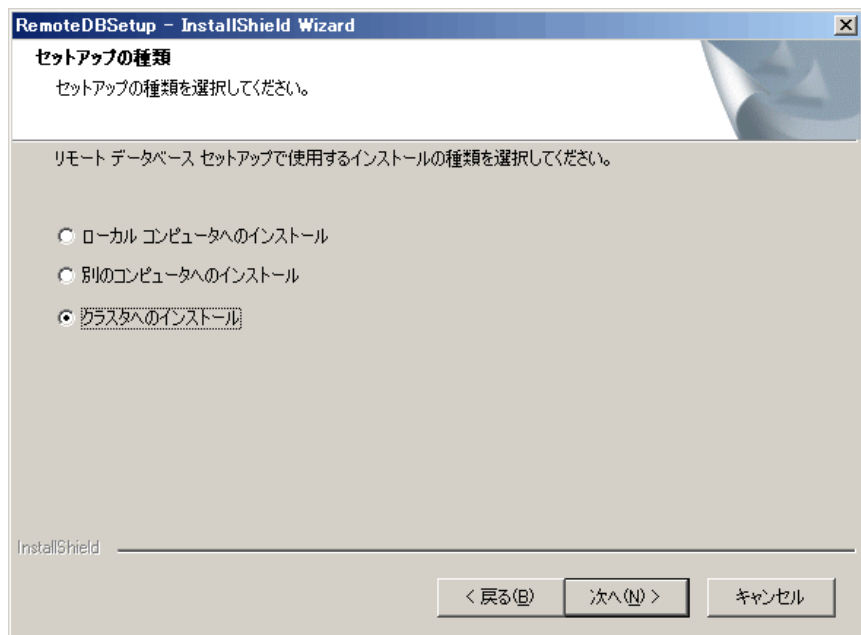 RemoteDBSetup - InstallShield Wizard
セットアップの種類
セットアップの種類を選択してください。
リモート データベース セットアップで使用するインストールの種類を選択してください。
ローカル コンピュータへのインストール
別のコンピュータへのインストール
クラスタへのインストール
InstallShield
< 戻る(B)
次へ(N) >
キャンセル